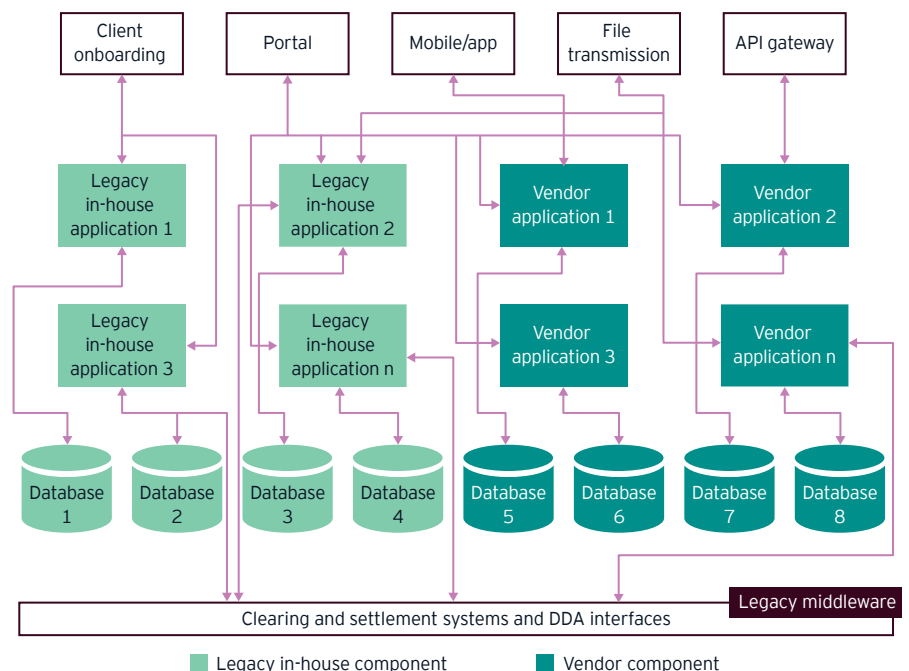 Client
onboarding
Portal
Mobile/app
File
transmission
API gateway
Legacy
in-house
application 1
Legacy
in-house
application 2
Vendor
application 1
Vendor
application 2
Legacy
in-house
application 3
Legacy
in-house
application n
Vendor
application 3
Vendor
application n
Database
1
Database
2
Database
3
Database
4
Database
5
Database
6
Database
7
Database
8
Legacy middleware
Clearing and settlement systems and DDA interfaces
Legacy in-house component
Vendor component